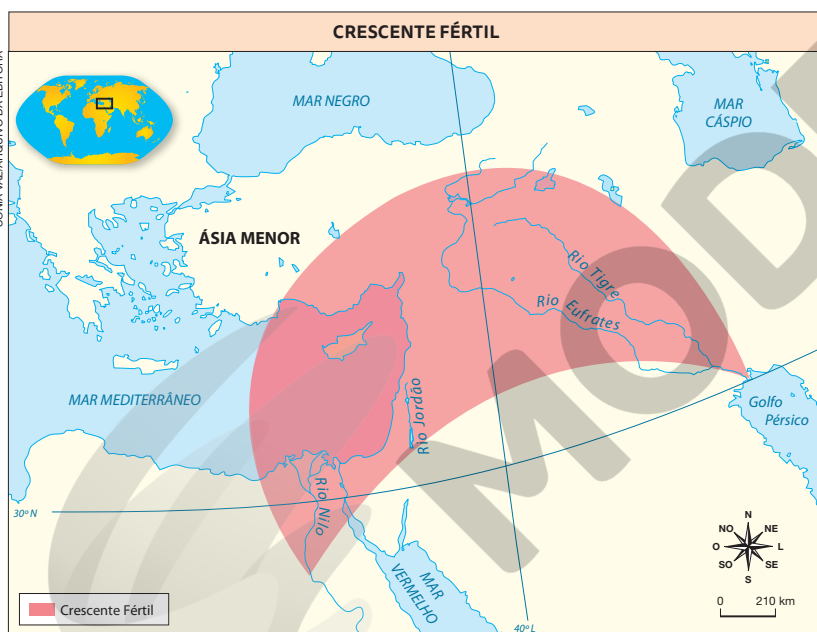 CRESCENTE FÉRTIL
MAR NEGRO
MAR
CÁSPIO
ÁSIA MENOR
Rio Tigre
Rio Eufrates
MAR MEDITERRÂNEO
Rio Jordão
Golfo
Pérsico
Rio Nilo
30º N
MAR
VERMELHO
40º L
N
NO
NE
O
L
SO
SE
S
0 210 km
Crescente Fértil
MOD